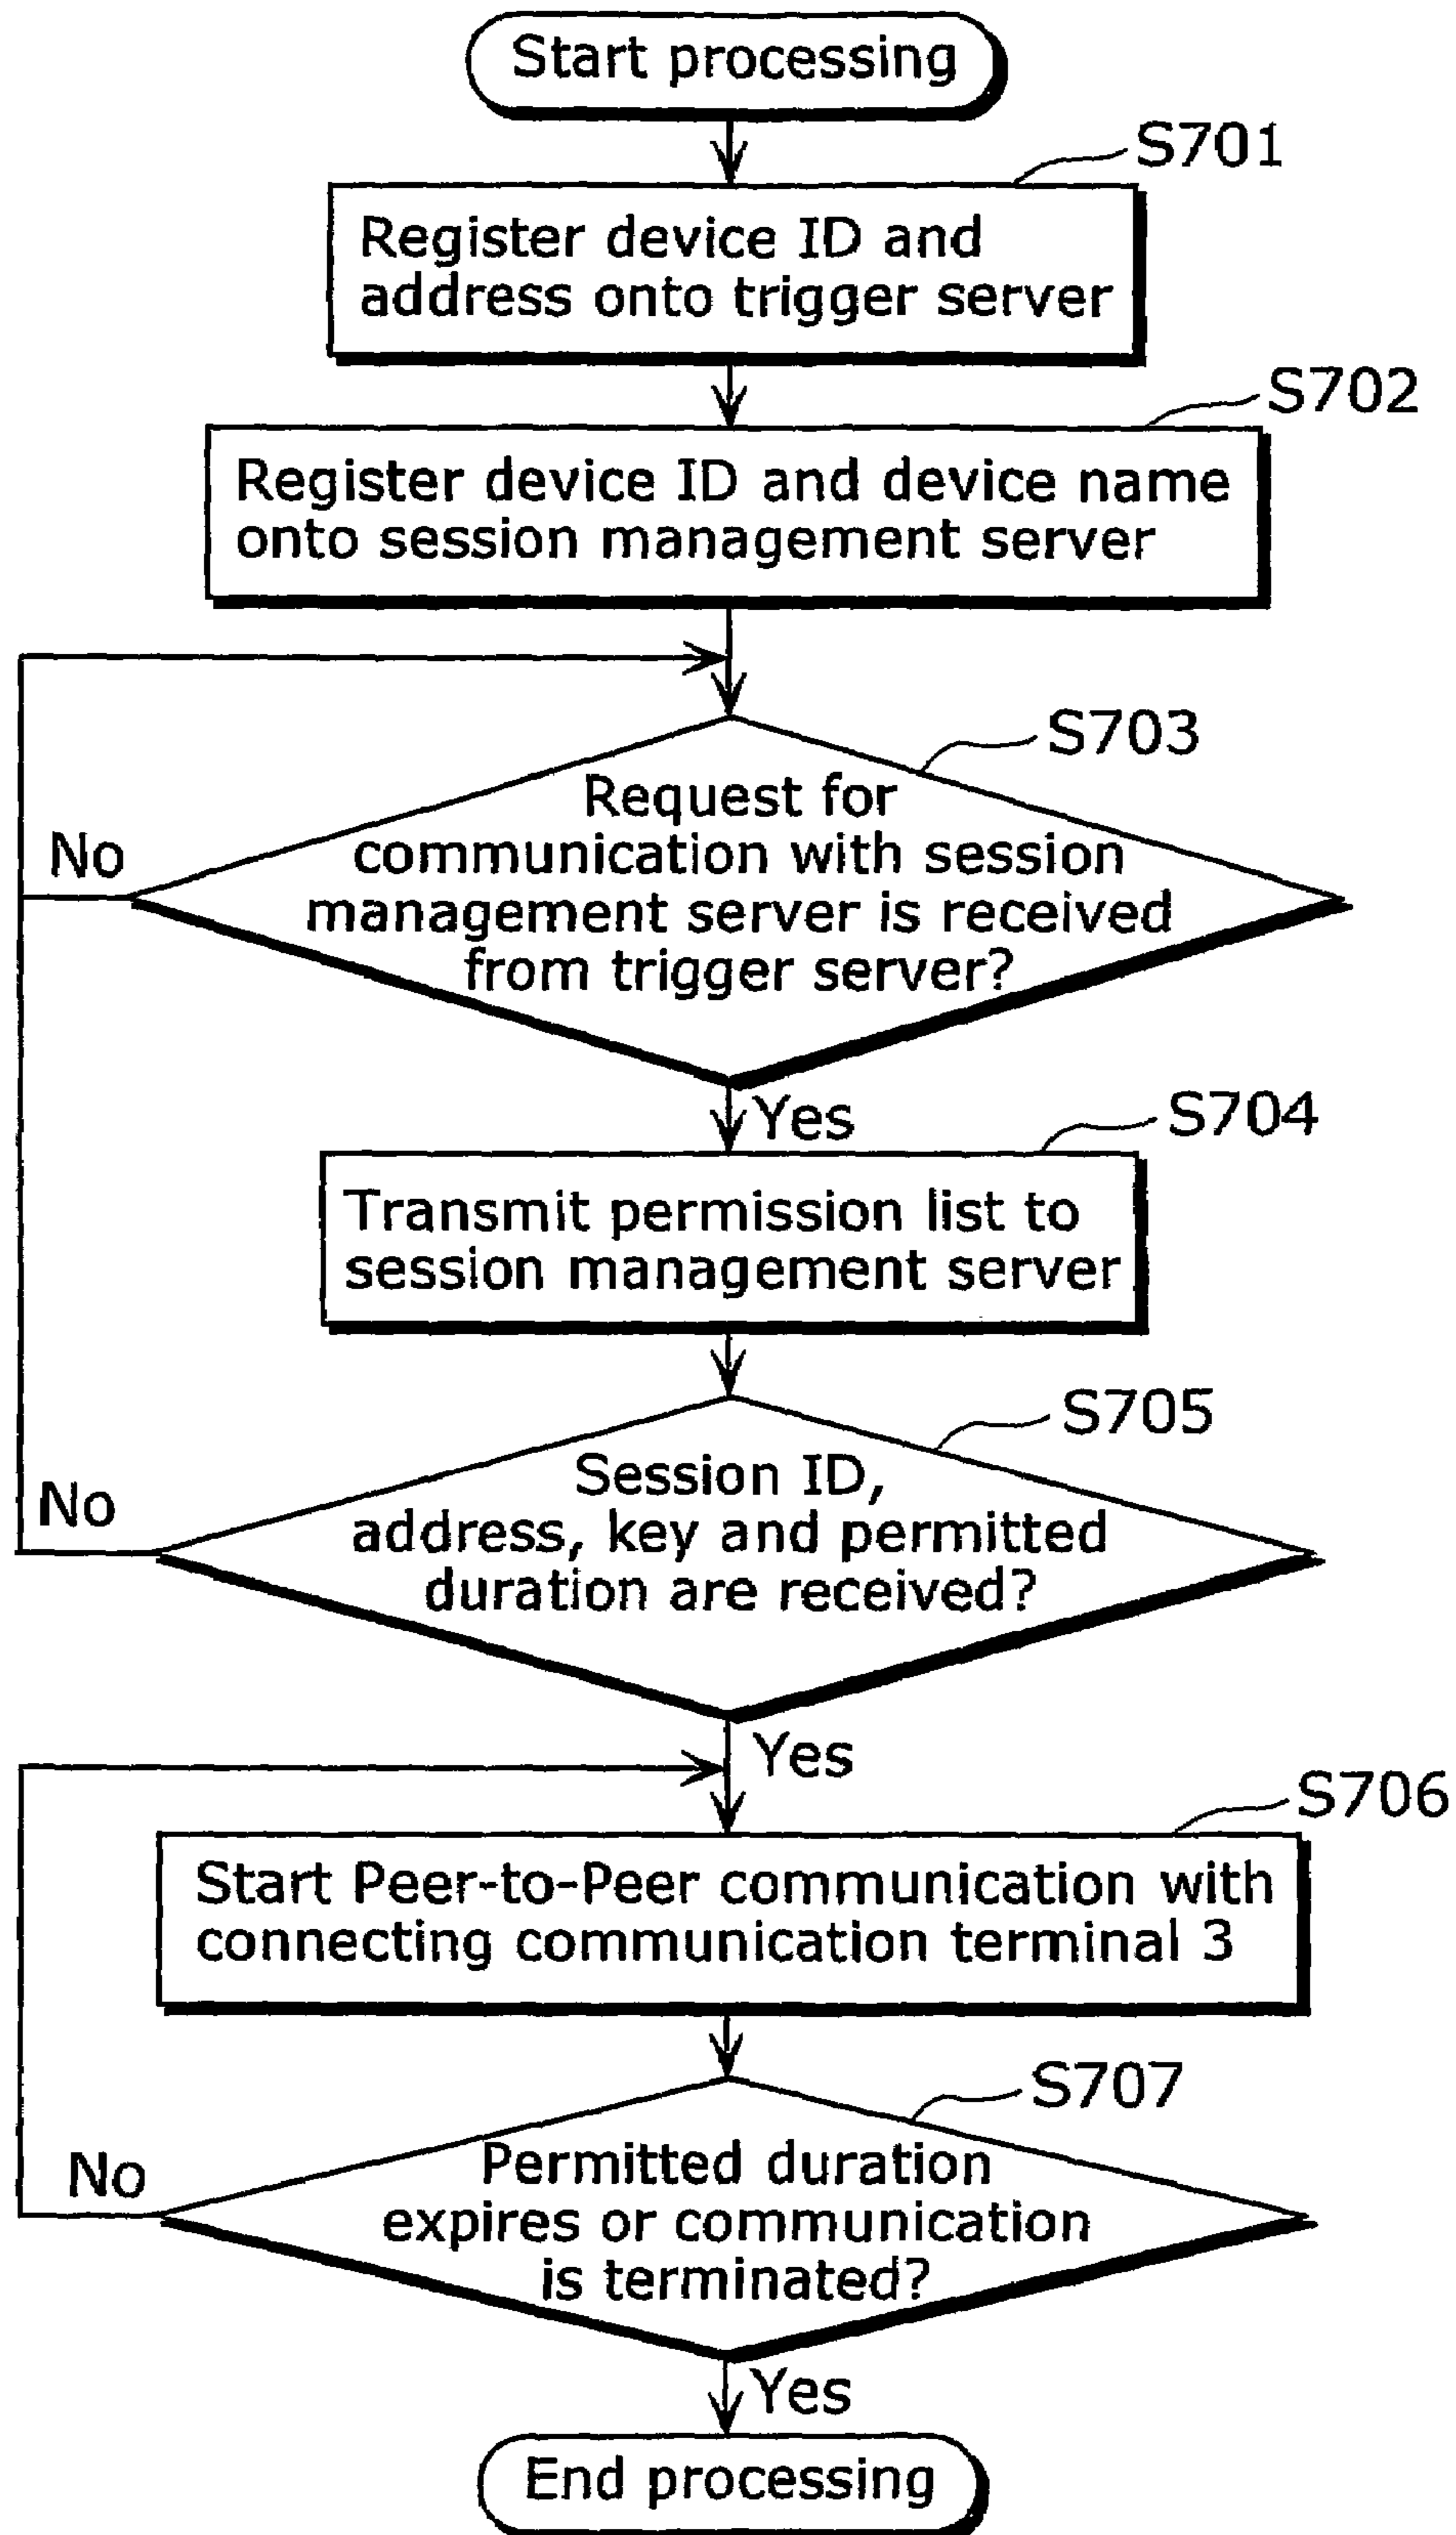 Start processing
S701
Register device ID and
address onto trigger server
S702
Register device ID and device name
onto session management server
S703
Request for
communication with session
management server is received
from trigger server?
No
Yes
S704
Transmit permission list to
session management server
S705
Session ID,
address, key and permitted
duration are received?
No
Yes
S706
Start Peer-to-Peer communication with
connecting communication terminal 3
S707
Permitted duration
expires or communication
is terminated?
No
Yes
End processing